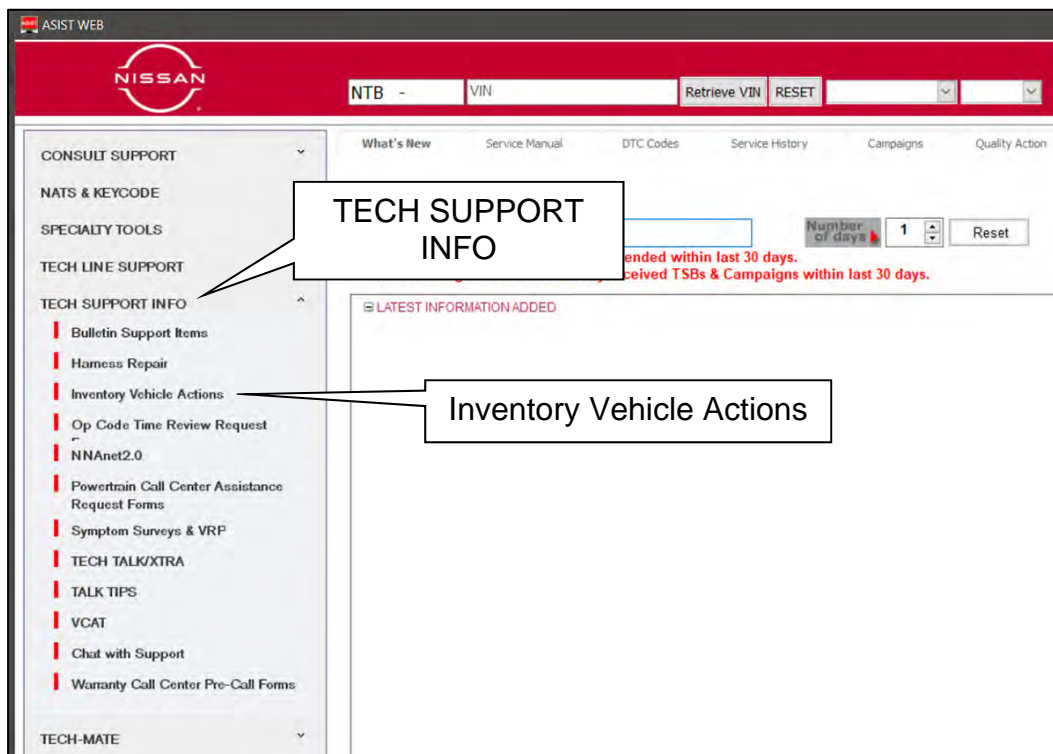 ASIST WEB
NISSAN
NTB - VIN Retrieve VIN RESET
What's New Service Manual DTC Codes Service History Campaigns Quality Action
CONSULT SUPPORT
NATS & KEYCODE
SPECIALTY TOOLS
TECH LINE SUPPORT
TECH SUPPORT INFO
Bulletin Support Items
Harness Repair
Inventory Vehicle Actions
Op Code Time Review Request
NNAnet2.0
Powertrain Call Center Assistance
Request Forms
Symptom Surveys & VRP
TECH TALK/XTRA
TALK TIPS
VCAT
Chat with Support
Warranty Call Center Pre-Call Forms
TECH-MATE
TECH SUPPORT
INFO
Number
of days 1 Reset
ended within last 30 days.
ceived TSBs & Campaigns within last 30 days.
LATEST INFORMATION ADDED
Inventory Vehicle Actions